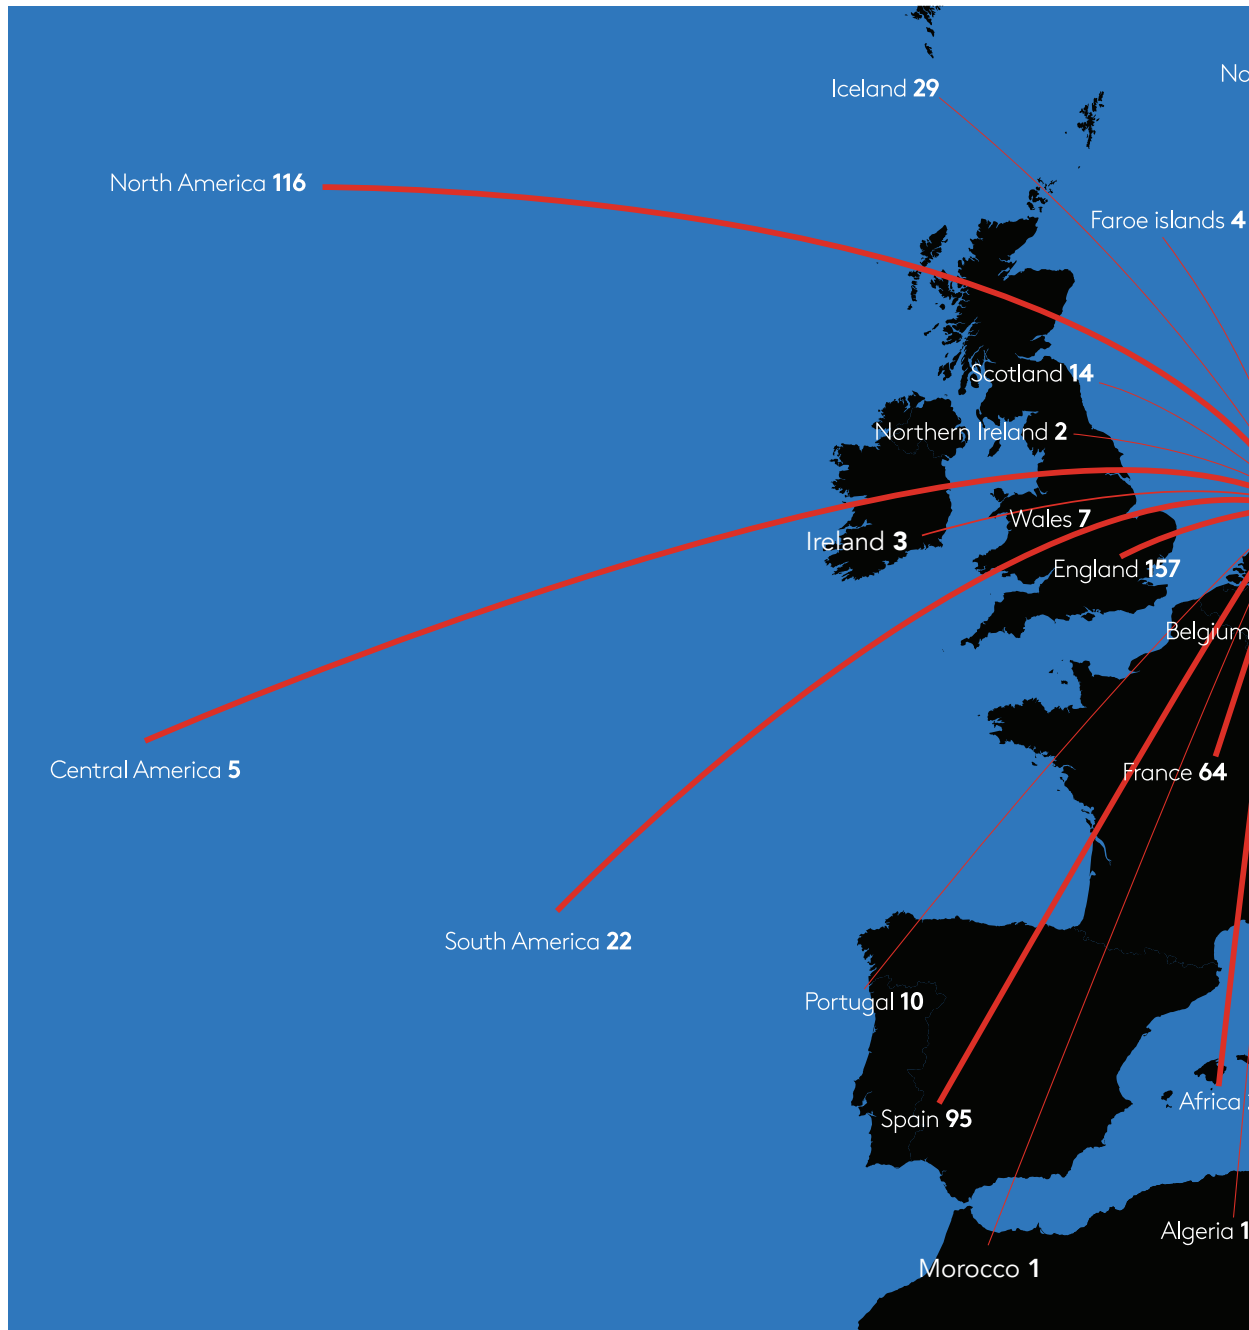 Iceland 29
North America 116
Faroe islands 4
Scotland 14
Northern Ireland 2
Wales 7
Ireland 3
England 157
Belgium
Central America 5
France 64
South America 22
Portugal 10
Africa
Spain 95
Algeria 1
Morocco 1